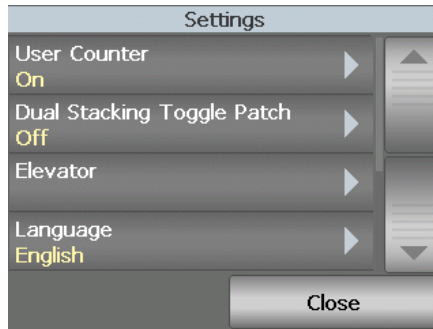 Settings
User Counter
On
Dual Stacking Toggle Patch
Off
Elevator
Language
English
Close